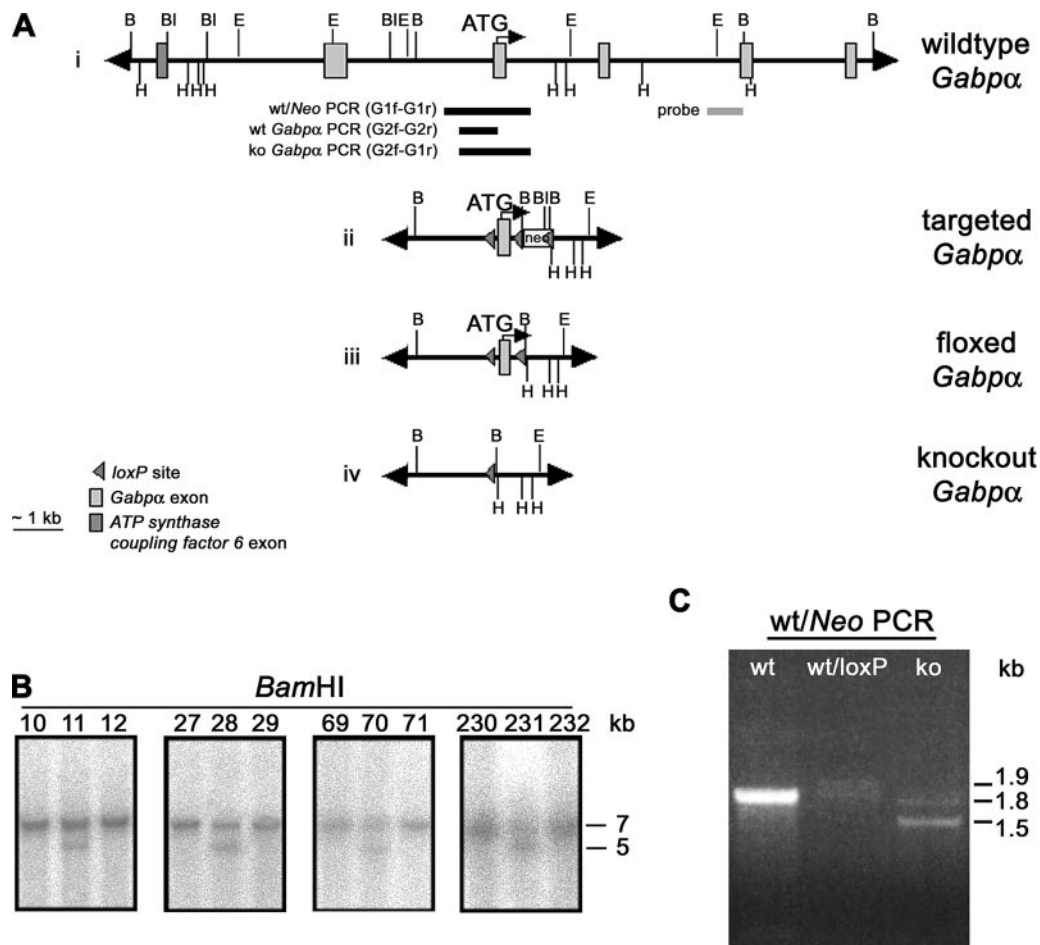 A
B BI B BI E E BI E B ATG E E B B
i
wildtype
Gabpα
H H H H H H H H
wt/Neo PCR (G1f-G1r)
probe
wt Gabpα PCR (G2f-G2r)
ko Gabpα PCR (G2f-G1r)
B ATG B BI B E
ii
neo
targeted
Gabpα
H H H
B ATG B E
iii
floxed
Gabpα
H H H
B B E
iv
knockout
Gabpα
H H H
loxP site
Gabpα exon
ATP synthase
coupling factor 6 exon
~ 1 kb
B
BamHI
10 11 12 27 28 29 69 70 71 230 231 232 kb
7
5
C
wt/Neo PCR
wt wt/loxP ko kb
1.9
1.8
1.5